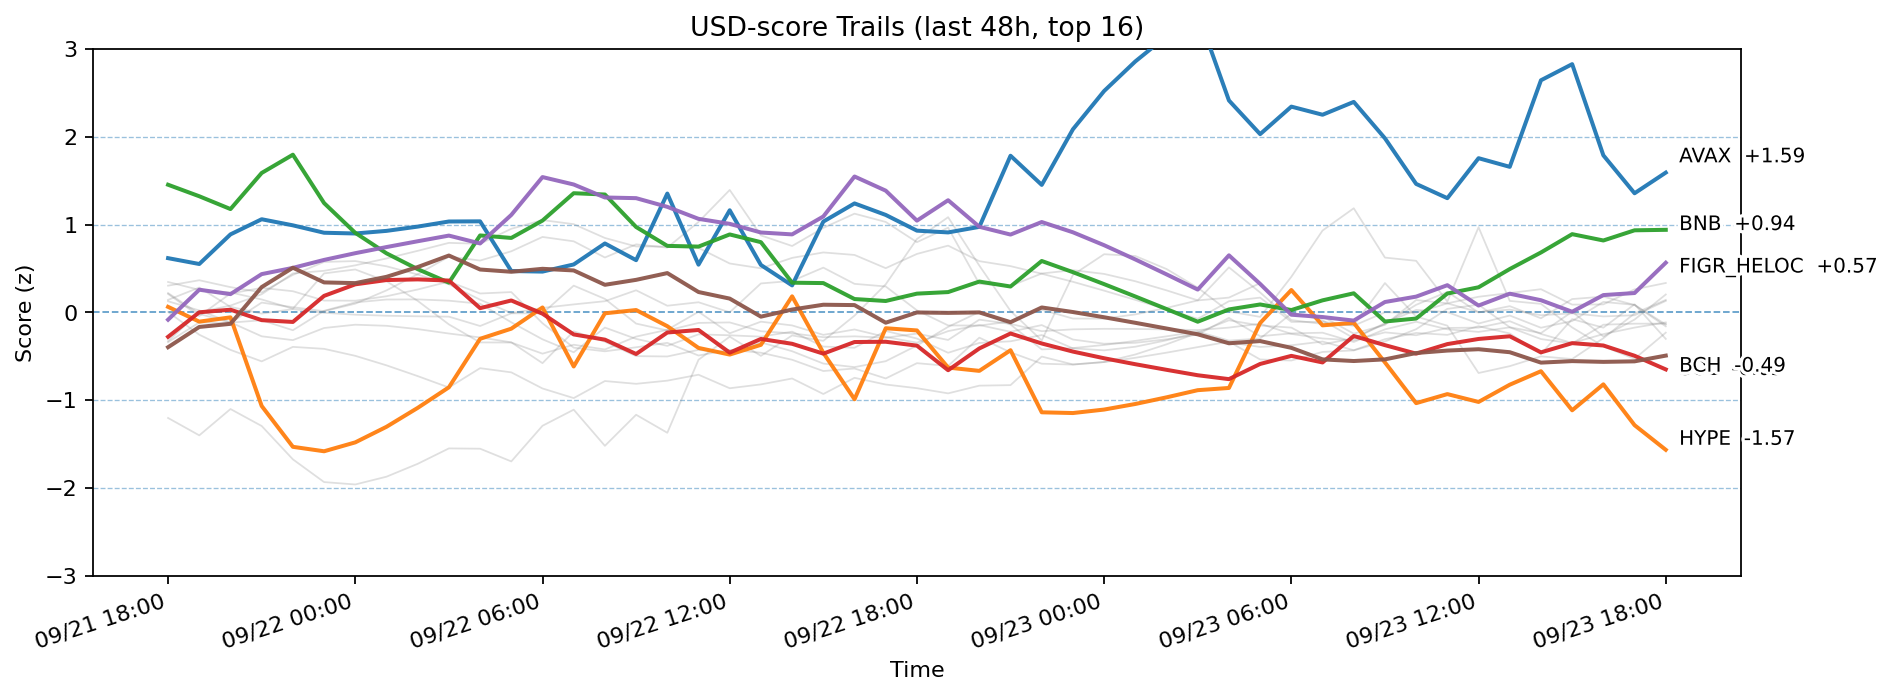 USD-score Trails (last 48h, top 16)
3
2
1
0
−1
−2
−3
Score (z)
AVAX +1.59
BNB +0.94
FIGR_HELOC +0.57
BCH -0.49
HYPE -1.57
09/21 18:00
09/22 00:00
09/22 06:00
09/22 12:00
09/22 18:00
09/23 00:00
09/23 06:00
09/23 12:00
09/23 18:00
Time